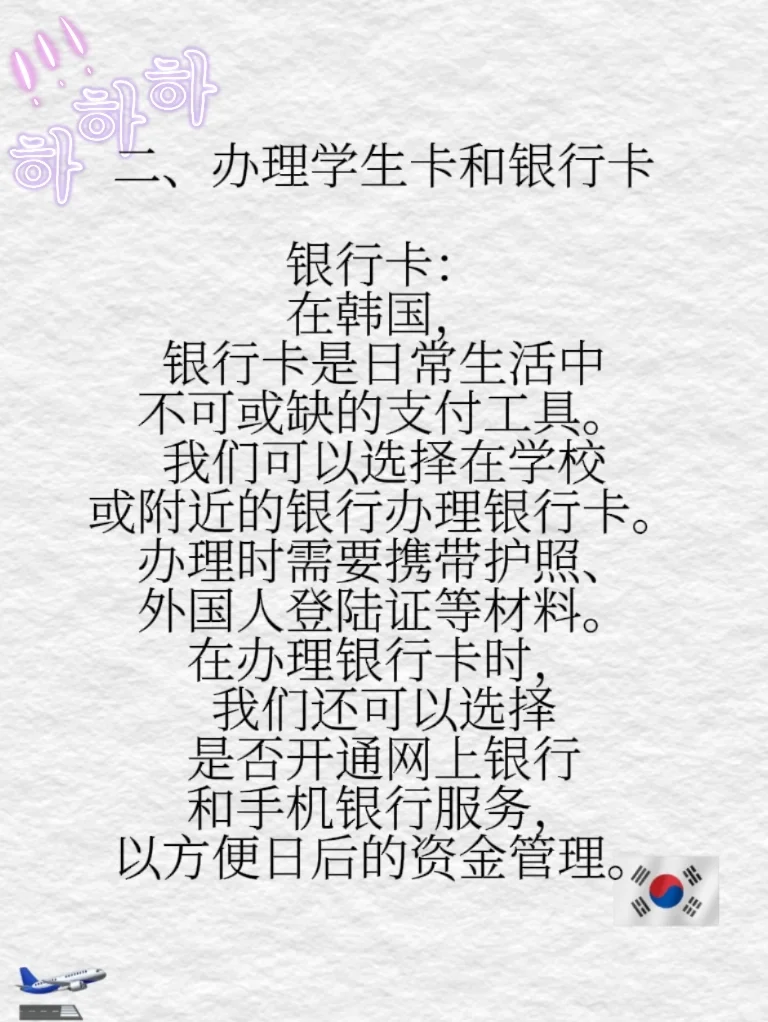 !!!
하하하
二、办理学生卡和银行卡
银行卡：
在韩国，
银行卡是日常生活中
不可或缺的支付工具。
我们可以选择在学校
或附近的银行办理银行卡。
办理时需要携带护照、
外国人登陆证等材料。
在办理银行卡时，
我们还可以选择
是否开通网上银行
和手机银行服务，
以方便日后的资金管理。